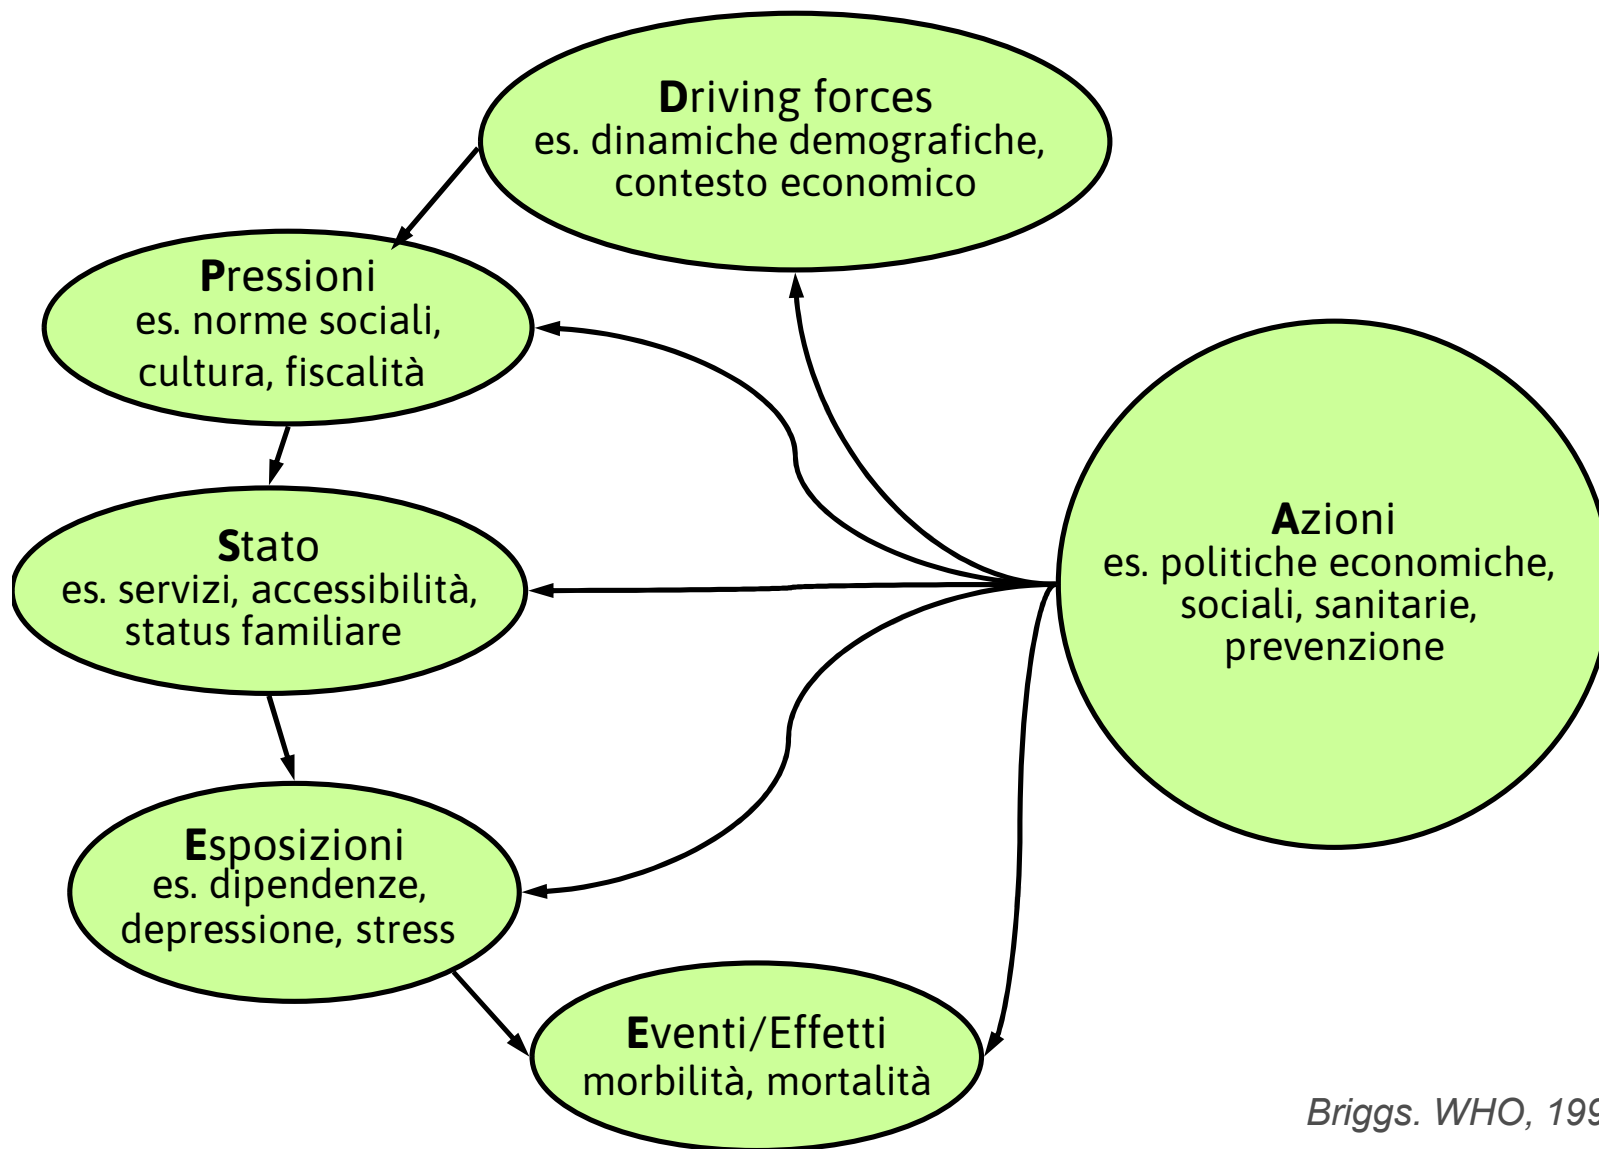 Driving forces
es. dinamiche demografiche,
contesto economico
Pressioni
es. norme sociali,
cultura, fiscalità
Stato
es. servizi, accessibilità,
status familiare
Azioni
es. politiche economiche,
sociali, sanitarie,
prevenzione
Esposizioni
es. dipendenze,
depressione, stress
Eventi/Effetti
morbilità, mortalità
Briggs. WHO, 199